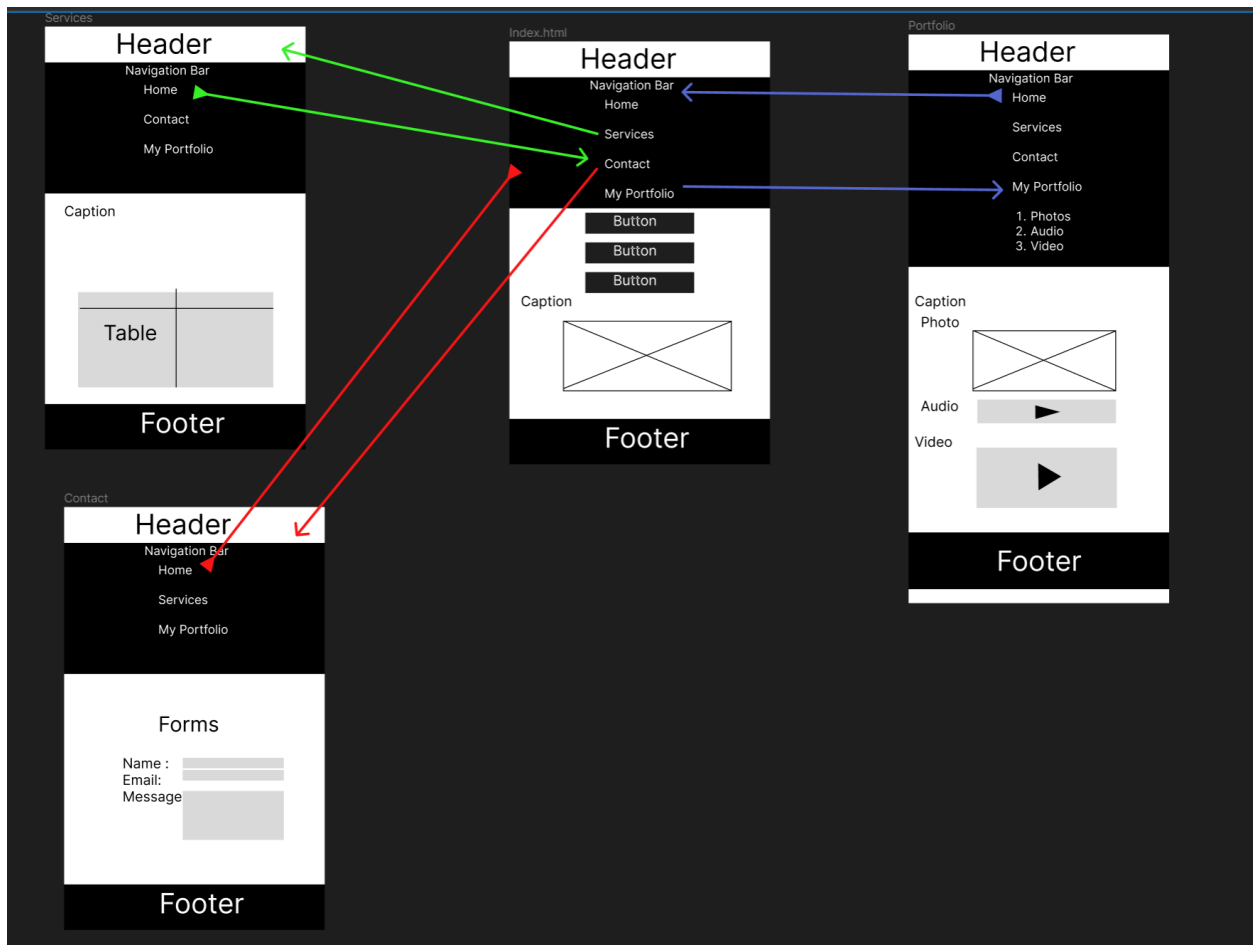 Services
Header
Navigation Bar
Home
Contact
My Portfolio
Caption
Table
Footer
Index.html
Header
Navigation Bar
Home
Services
Contact
My Portfolio
Button
Button
Button
Caption
Footer
Portfolio
Header
Navigation Bar
Home
Services
Contact
My Portfolio
1. Photos
2. Audio
3. Video
Caption
Photo
Audio
Video
Footer
Contact
Header
Navigation Bar
Home
Services
My Portfolio
Forms
Name :
Email:
Message
Footer